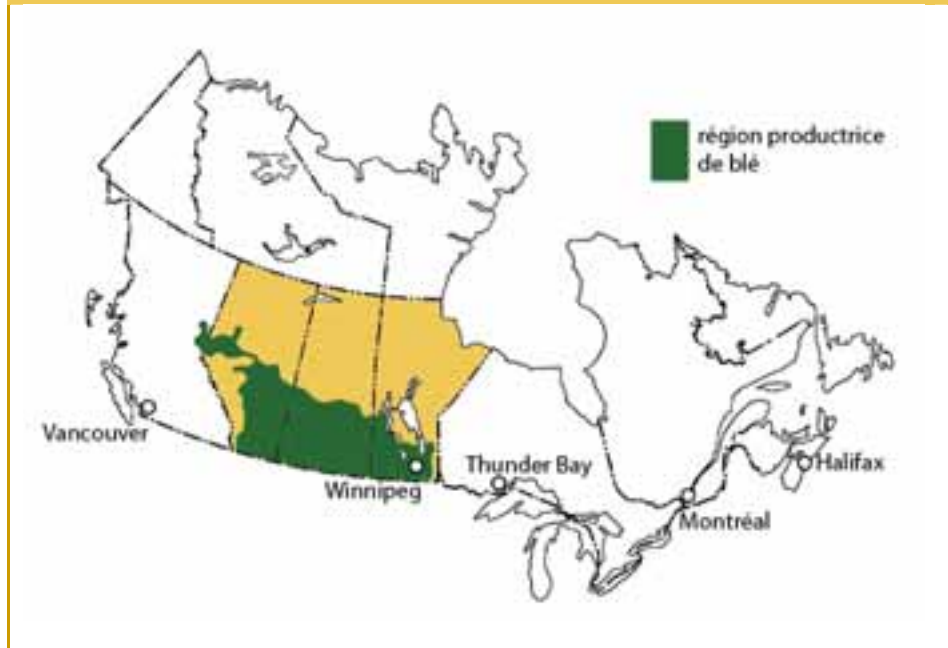 région productrice
de blé
Vancouver
Winnipeg
Thunder Bay
Halifax
Montréal